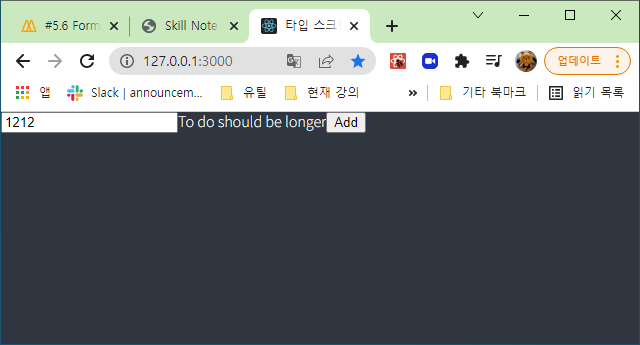 #5.6 Form
Skill Note
타입 스크
127.0.0.1:3000
업데이트
앱
Slack | announcem...
유틸
현재 강의
»
기타 북마크
읽기 목록
1212 To do should be longer Add